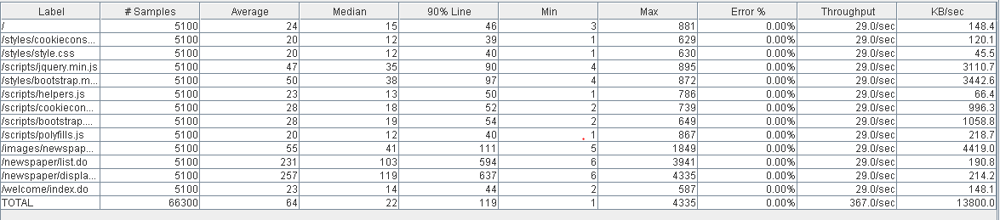 Label # Samples Average Median 90% Line Min Max Error % Throughput KB/sec
/ 5100 24 15 46 3 881 0.00% 29.0/sec 148.4
/styles/cookiecons... 5100 20 12 39 1 629 0.00% 29.0/sec 120.1
/styles/style.css 5100 20 12 40 1 630 0.00% 29.0/sec 45.5
/scripts/jquery.min.js 5100 47 35 90 4 895 0.00% 29.0/sec 3110.7
/styles/bootstrap.m... 5100 50 38 97 4 872 0.00% 29.0/sec 3442.6
/scripts/helpers.js 5100 23 13 50 1 786 0.00% 29.0/sec 66.4
/scripts/cookiecon... 5100 28 18 52 2 739 0.00% 29.0/sec 996.3
/scripts/bootstrap.... 5100 28 19 54 2 649 0.00% 29.0/sec 1058.8
/scripts/polyfills.js 5100 20 12 40 1 867 0.00% 29.0/sec 218.7
/images/newspap... 5100 55 41 111 5 1849 0.00% 29.0/sec 4419.0
/newspaper/list.do 5100 231 103 594 6 3941 0.00% 29.0/sec 190.8
/newspaper/displa... 5100 257 119 637 6 4335 0.00% 29.0/sec 214.2
/welcome/index.do 5100 23 14 44 2 587 0.00% 29.0/sec 148.1
TOTAL 66300 64 22 119 1 4335 0.00% 367.0/sec 13800.0